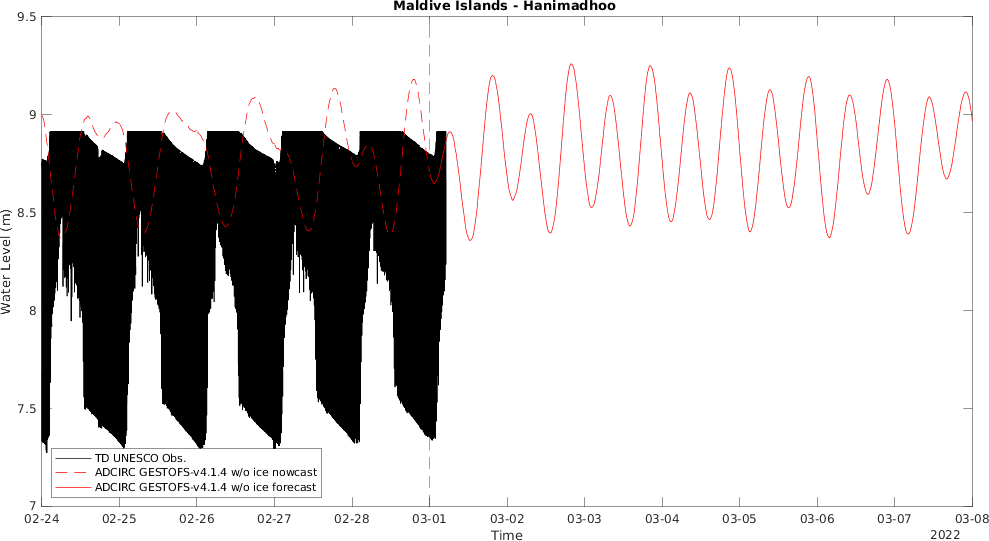 Maldive Islands - Hanimadhoo
9.5
9
8.5
8
7.5
7
Water Level (m)
TD UNESCO Obs.
ADCIRC GESTOFS-v4.1.4 w/o ice nowcast
ADCIRC GESTOFS-v4.1.4 w/o ice forecast
02-24 02-25 02-26 02-27 02-28 03-01 03-02 03-03 03-04 03-05 03-06 03-07 03-08
Time
2022